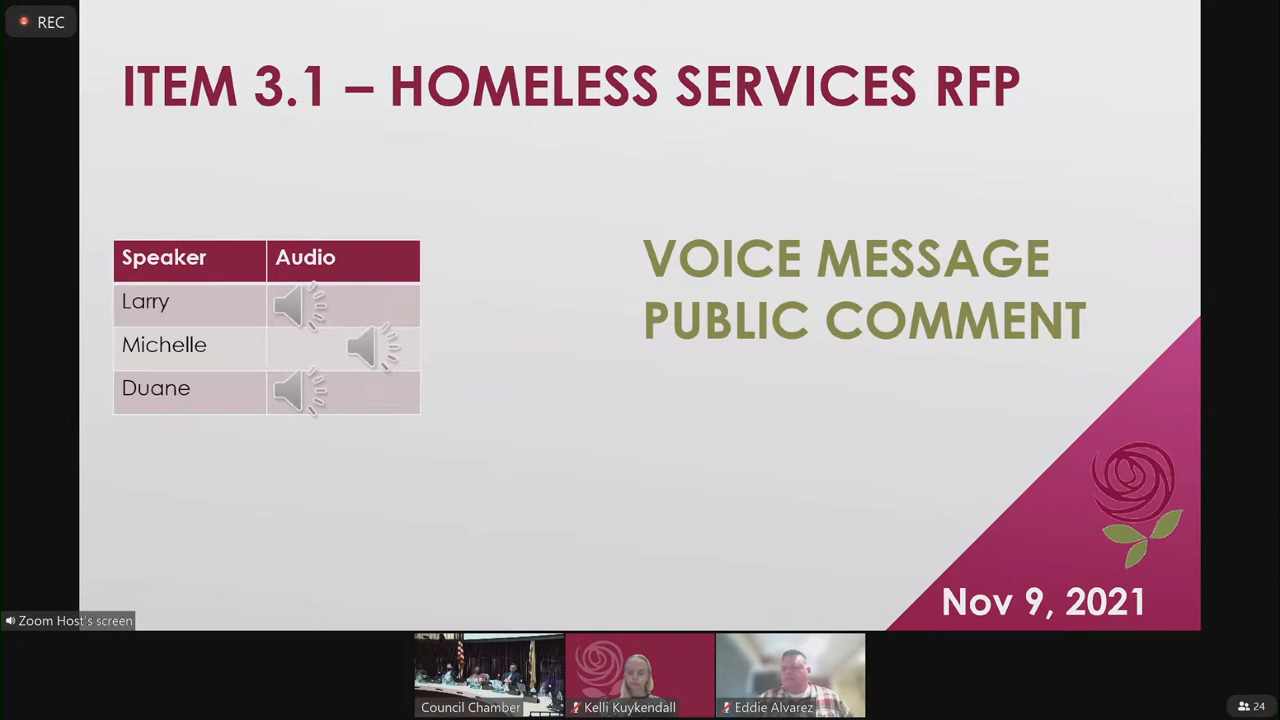 REC
ITEM 3.1 – HOMELESS SERVICES RFP
Speaker Audio
Larry
Michelle
Duane
VOICE MESSAGE
PUBLIC COMMENT
Nov 9, 2021
Zoom Host's screen
Council Chamber
Kelli Kuykendall
Eddie Alvarez
24